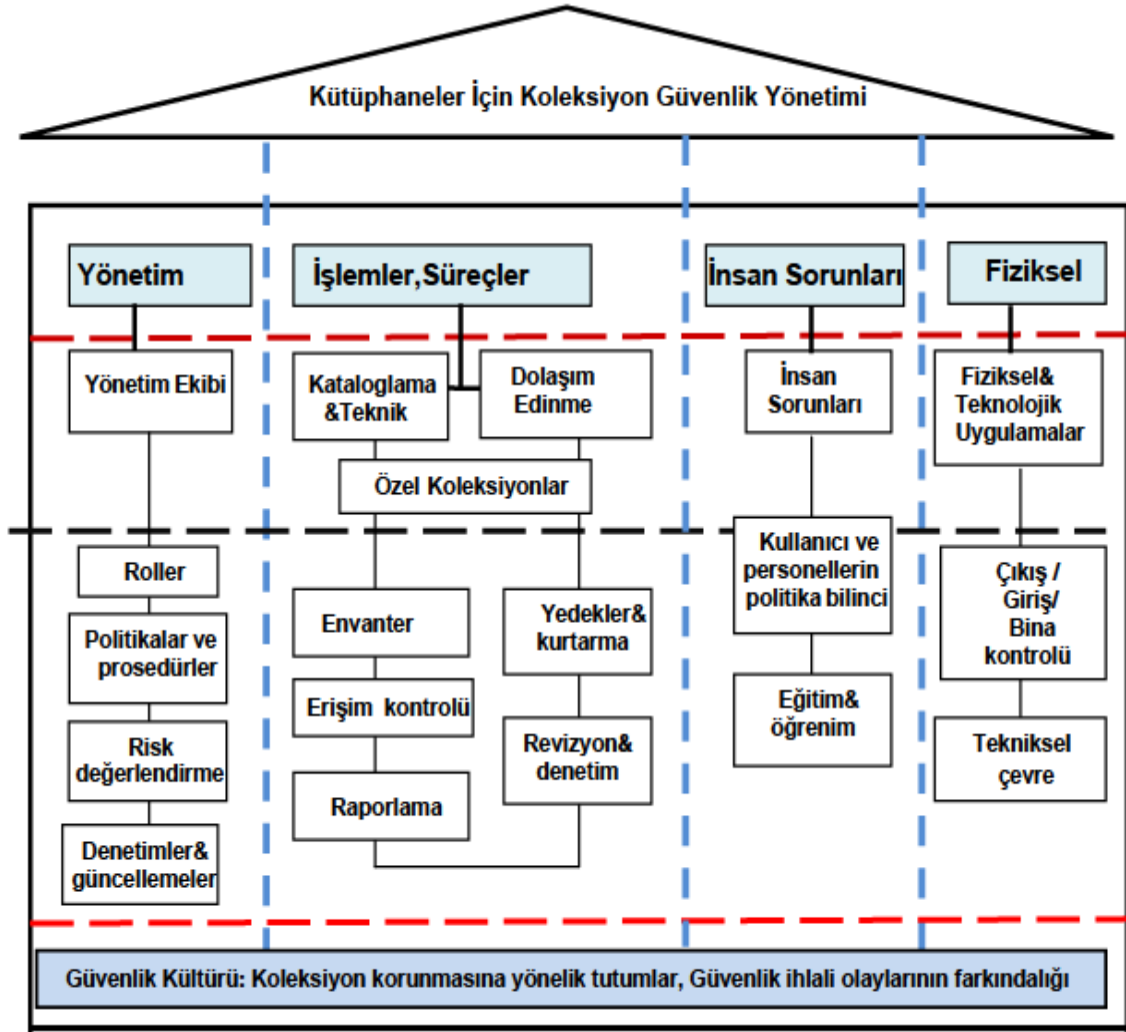 Kütüphaneler İçin Koleksiyon Güvenlik Yönetimi
Yönetim
İşlemler,Süreçler
İnsan Sorunları
Fiziksel
Yönetim Ekibi
Kataloglama
&Teknik
Dolaşım
Edinme
Özel Koleksiyonlar
İnsan
Sorunları
Fiziksel&
Teknolojik
Uygulamalar
Roller
Politikalar ve
prosedürler
Risk
değerlendirme
Denetimler&
güncellemeler
Envanter
Erişim kontrolü
Raporlama
Yedekler&
kurtarma
Revizyon&
denetim
Kullanıcı ve
personellerin
politika bilinci
Eğitim&
öğrenim
Çıkış /
Giriş/
Bina
kontrolü
Tekniksel
çevre
Güvenlik Kültürü: Koleksiyon korunmasına yönelik tutumlar, Güvenlik ihlali olaylarının farkındalığı